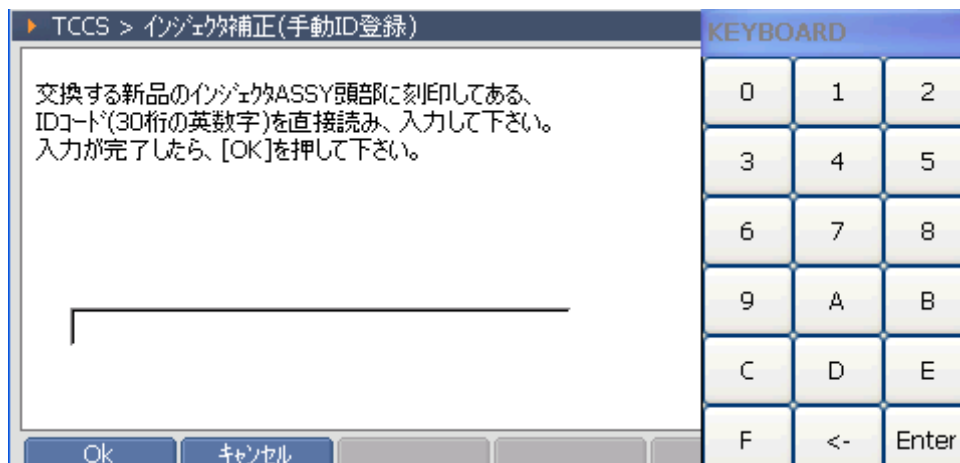 TCCS > インジェクタ補正(手動ID登録)
KEYBOARD
交換する新品のインジェクタASSY頭部に刻印してある、
IDコード(30桁の英数字)を直接読み、入力して下さい。
入力が完了したら、[OK]を押して下さい。
0 1 2
3 4 5
6 7 8
9 A B
C D E
F <- Enter
Ok キャンセル